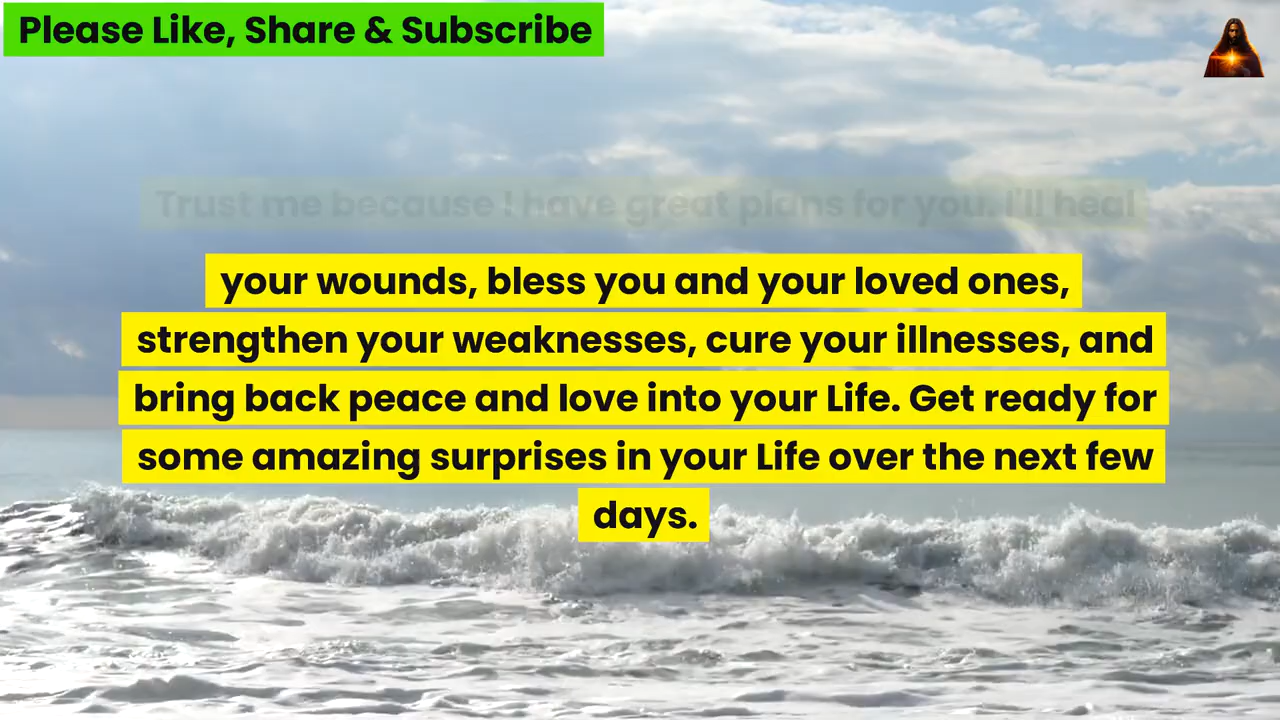 Please Like, Share & Subscribe
Trust me because I have great plans for you. I'll heal
your wounds, bless you and your loved ones,
strengthen your weaknesses, cure your illnesses, and
bring back peace and love into your Life. Get ready for
some amazing surprises in your Life over the next few
days.